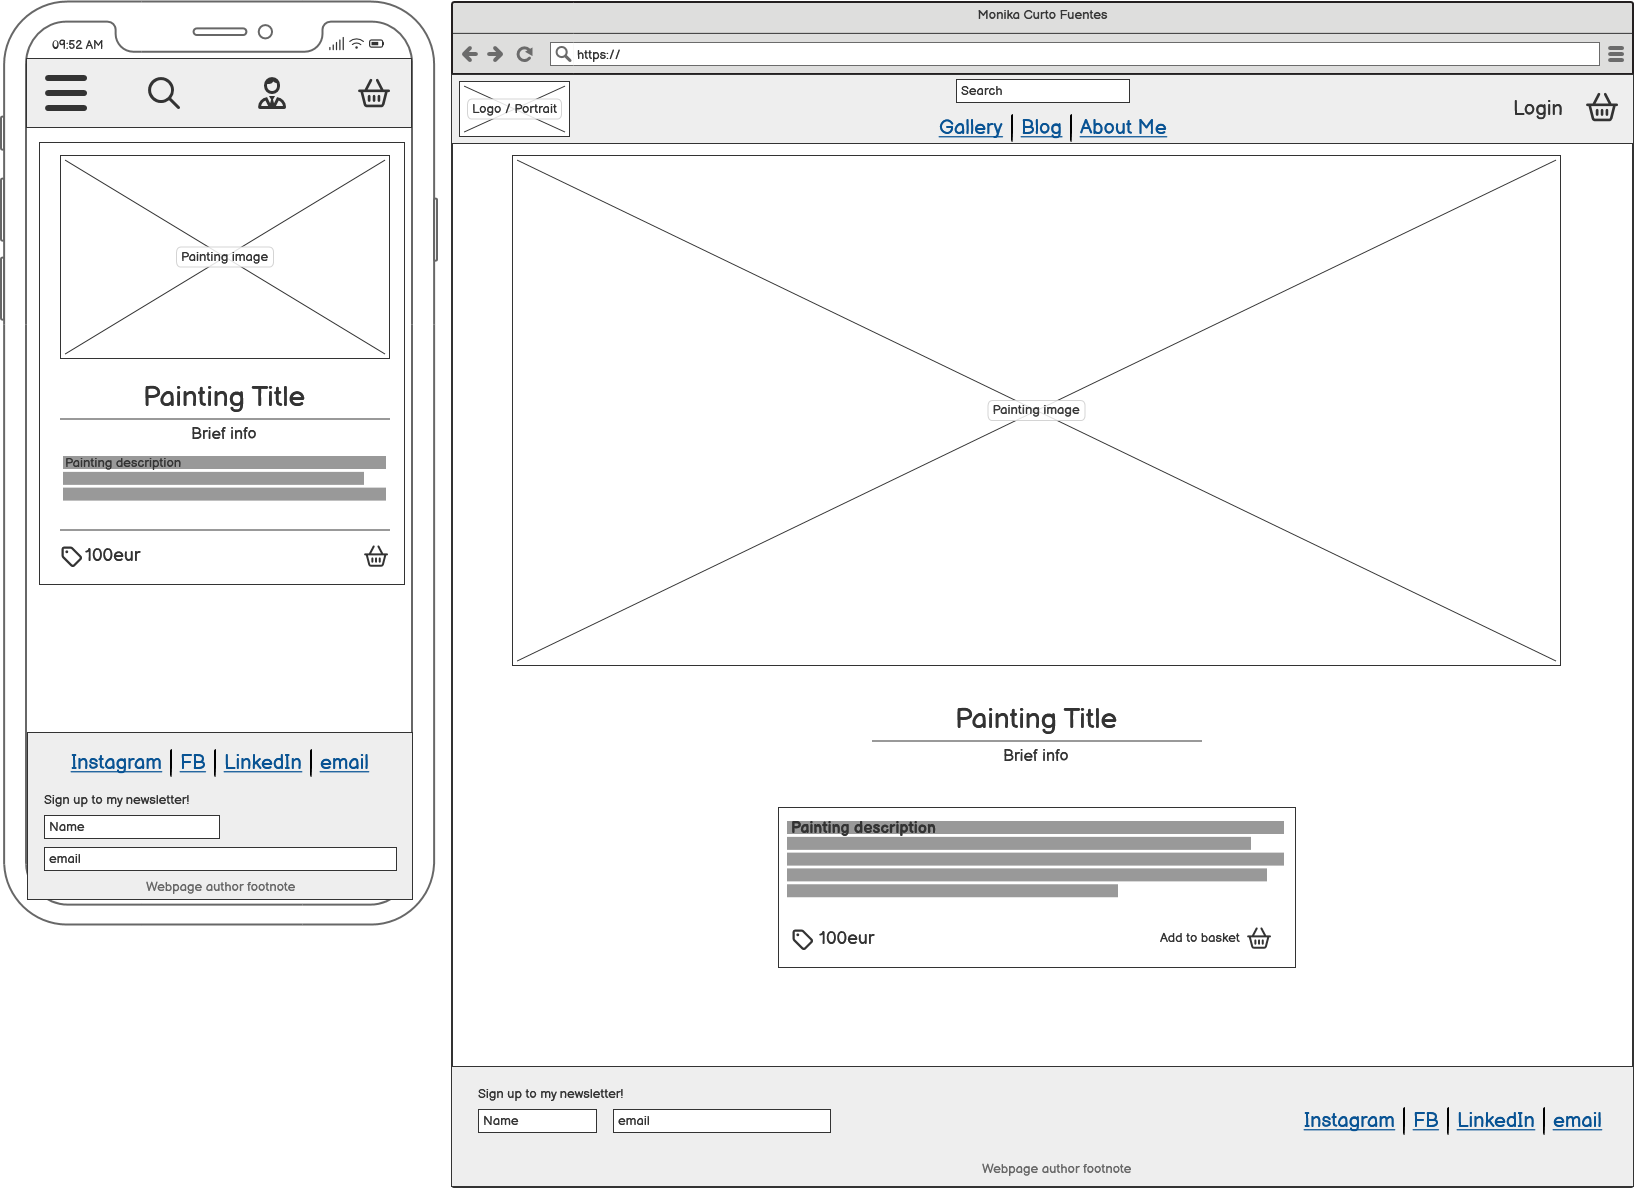 09:52 AM
Painting image
Painting Title
Brief info
Painting description
100eur
Instagram FB LinkedIn email
Sign up to my newsletter!
Name
email
Webpage author footnote
Monika Curto Fuentes
https://
Logo / Portrait
Search
Gallery Blog About Me
Login
Painting image
Painting Title
Brief info
Painting description
100eur
Add to basket
Sign up to my newsletter!
Name
email
Instagram FB LinkedIn email
Webpage author footnote